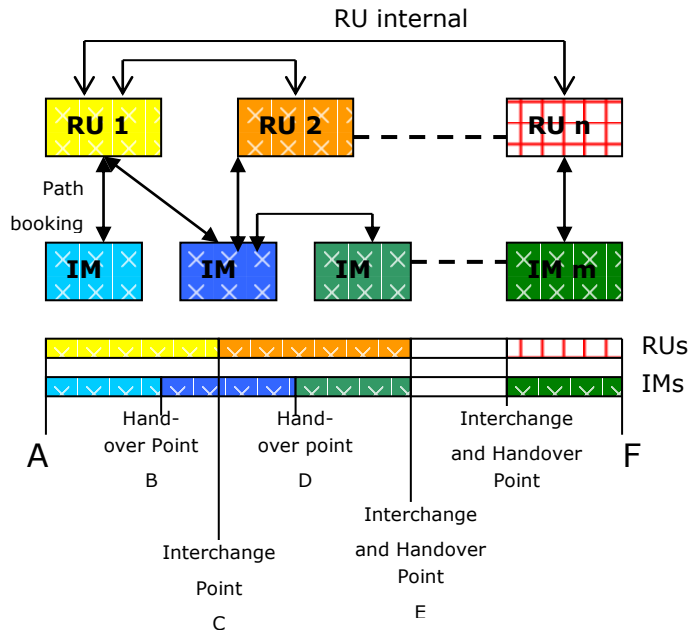 RU internal
RU 1
RU 2
RU n
Path
booking
IM
IM
IM
IM m
RUs
IMs
A
Hand-
over Point
B
Hand-
over point
D
Interchange
and Handover
Point
F
Interchange
Point
C
Interchange
and Handover
Point
E